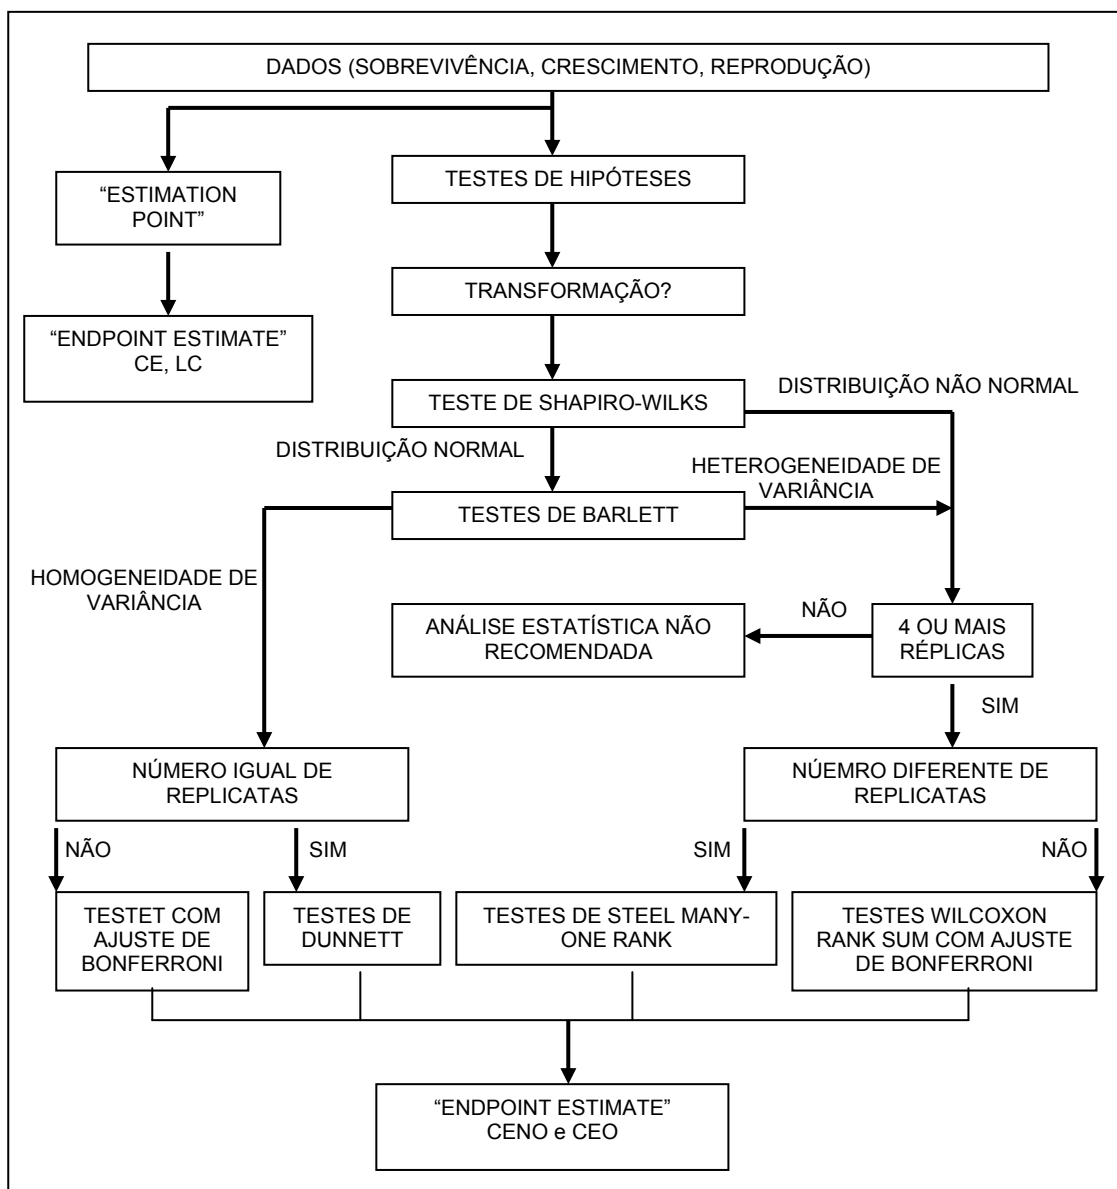 DADOS (SOBREVIVÊNCIA, CRESCIMENTO, REPRODUÇÃO)
“ESTIMATION
POINT”
TESTES DE HIPÓTESES
TRANSFORMAÇÃO?
“ENDPOINT ESTIMATE”
CE, LC
TESTE DE SHAPIRO-WILKS
DISTRIBUIÇÃO NÃO NORMAL
DISTRIBUIÇÃO NORMAL
HETEROGENEIDADE DE
VARIÂNCIA
TESTES DE BARLETT
HOMOGENEIDADE DE
VARIÂNCIA
ANÁLISE ESTATÍSTICA NÃO
RECOMENDADA
NÃO
4 OU MAIS
RÉPLICAS
SIM
NÚMERO IGUAL DE
REPLICATAS
NÚEMRO DIFERENTE DE
REPLICATAS
NÃO
SIM
SIM
NÃO
TESTET COM
AJUSTE DE
BONFERRONI
TESTES DE
DUNNETT
TESTES DE STEEL MANY-
ONE RANK
TESTES WILCOXON
RANK SUM COM AJUSTE
DE BONFERRONI
“ENDPOINT ESTIMATE”
CENO e CEO